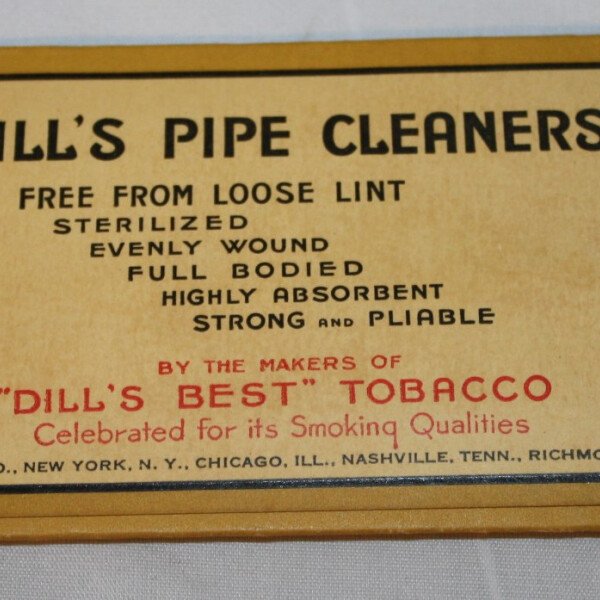 ILL'S PIPE CLEANERS
FREE FROM LOOSE LINT
STERILIZED
EVENLY WOUND
FULL BODIED
HIGHLY ABSORBENT
STRONG AND PLIABLE
BY THE MAKERS OF
"DILL'S BEST" TOBACCO
Celebrated for its Smoking Qualities
O., NEW YORK, N. Y., CHICAGO, ILL., NASHVILLE, TENN., RICHMO